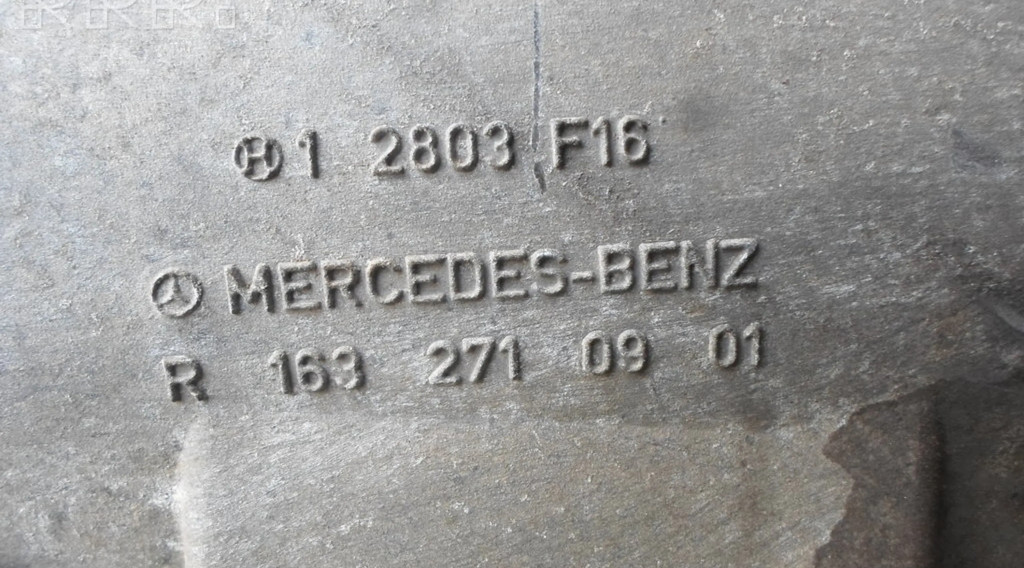 H 1 2803 F16
MERCEDES-BENZ
R 163 271 09 01